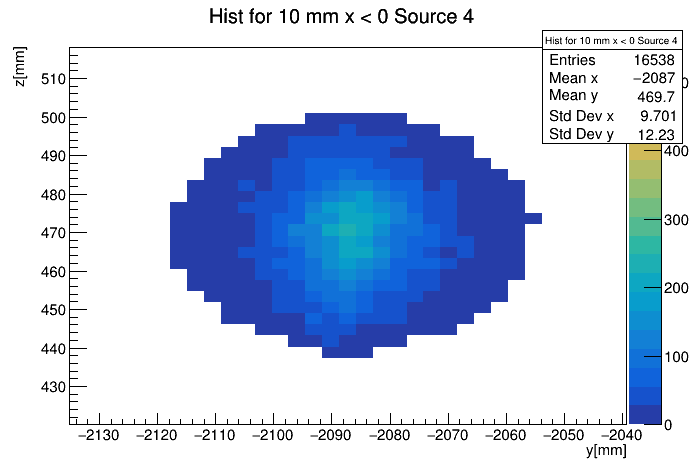 Hist for 10 mm x < 0 Source 4
z[mm]
Hist for 10 mm x < 0 Source 4
Entries 16538
Mean x −2087
Mean y 469.7
Std Dev x 9.701
Std Dev y 12.23
510
500
490
480
470
460
450
440
430
0
400
300
200
100
0
−2130 −2120 −2110 −2100 −2090 −2080 −2070 −2060 −2050 −2040
y[mm]